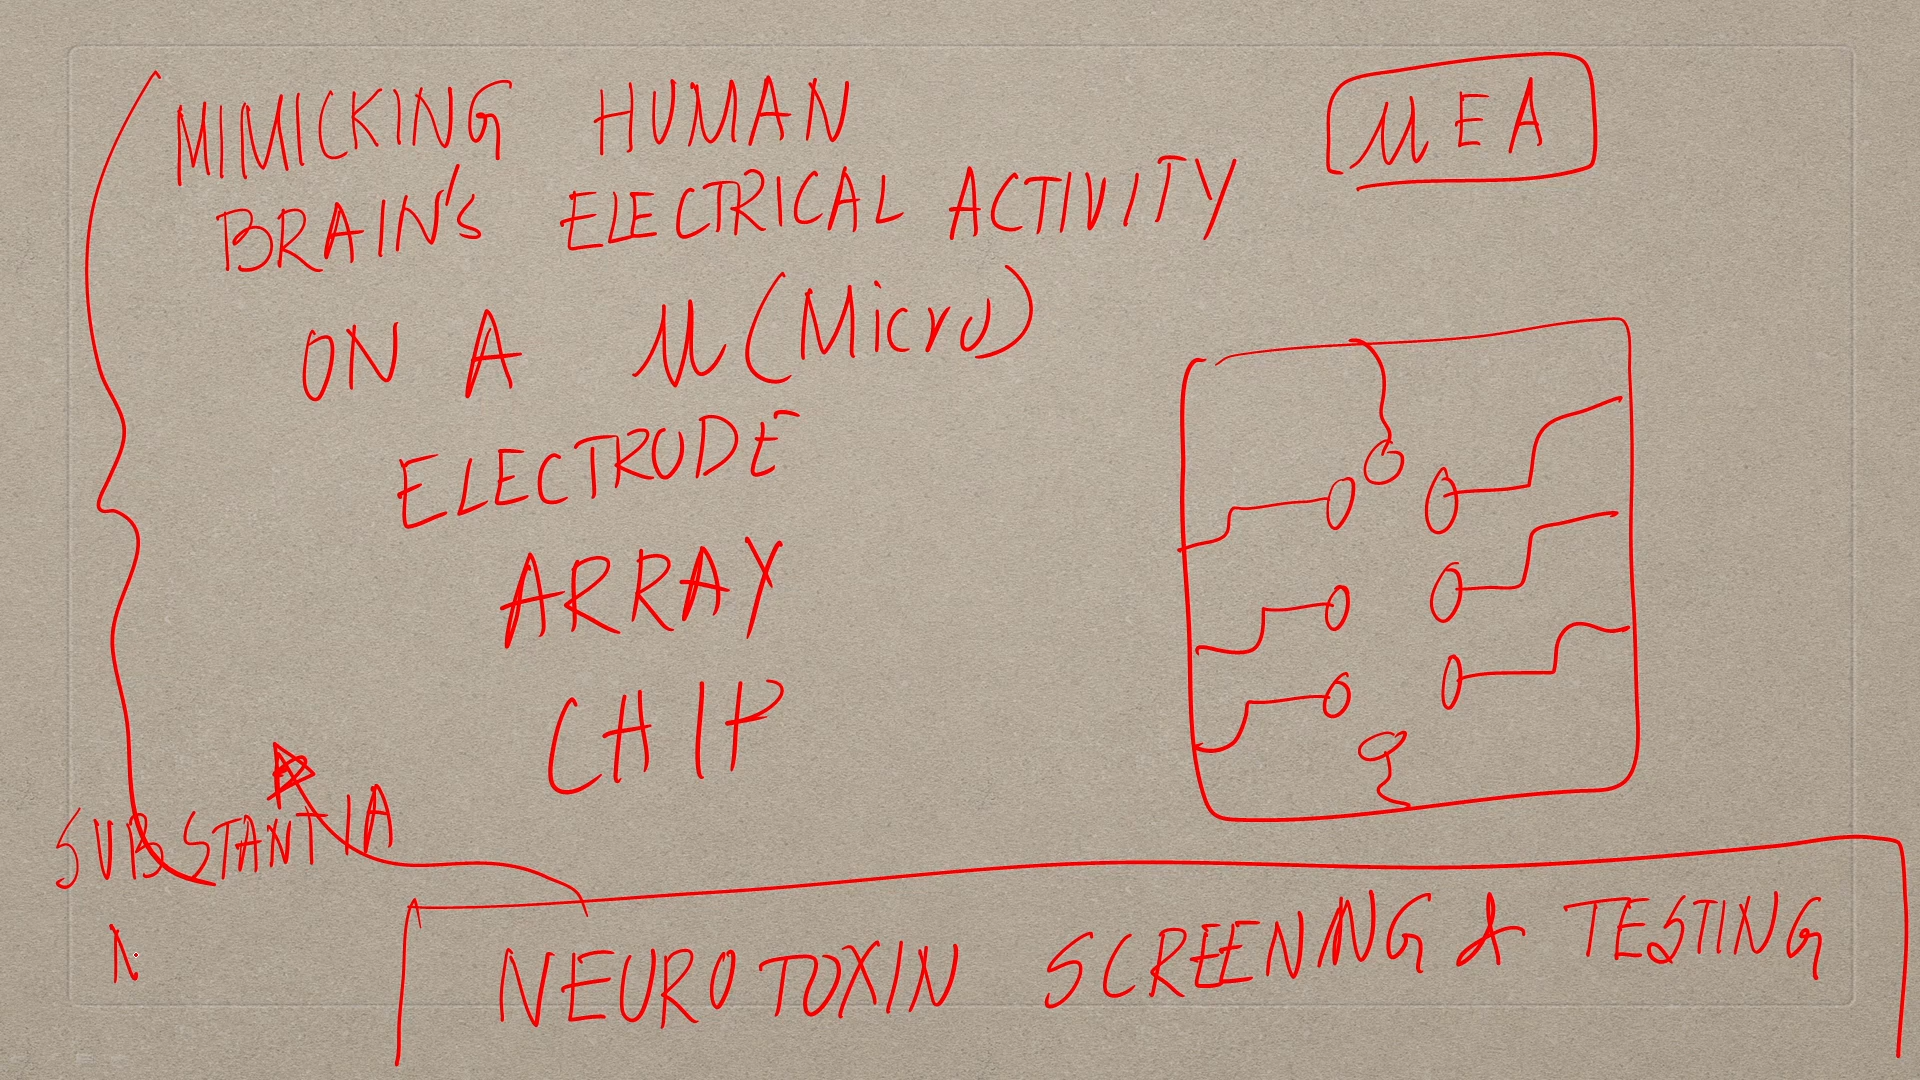 MIMICKING HUMAN
BRAIN'S ELECTRICAL ACTIVITY
ON A μ (Micro)
ELECTRODE
ARRAY
CHIP
μEA
SUBSTANTIA
N
NEUROTOXIN SCREENING & TESTING